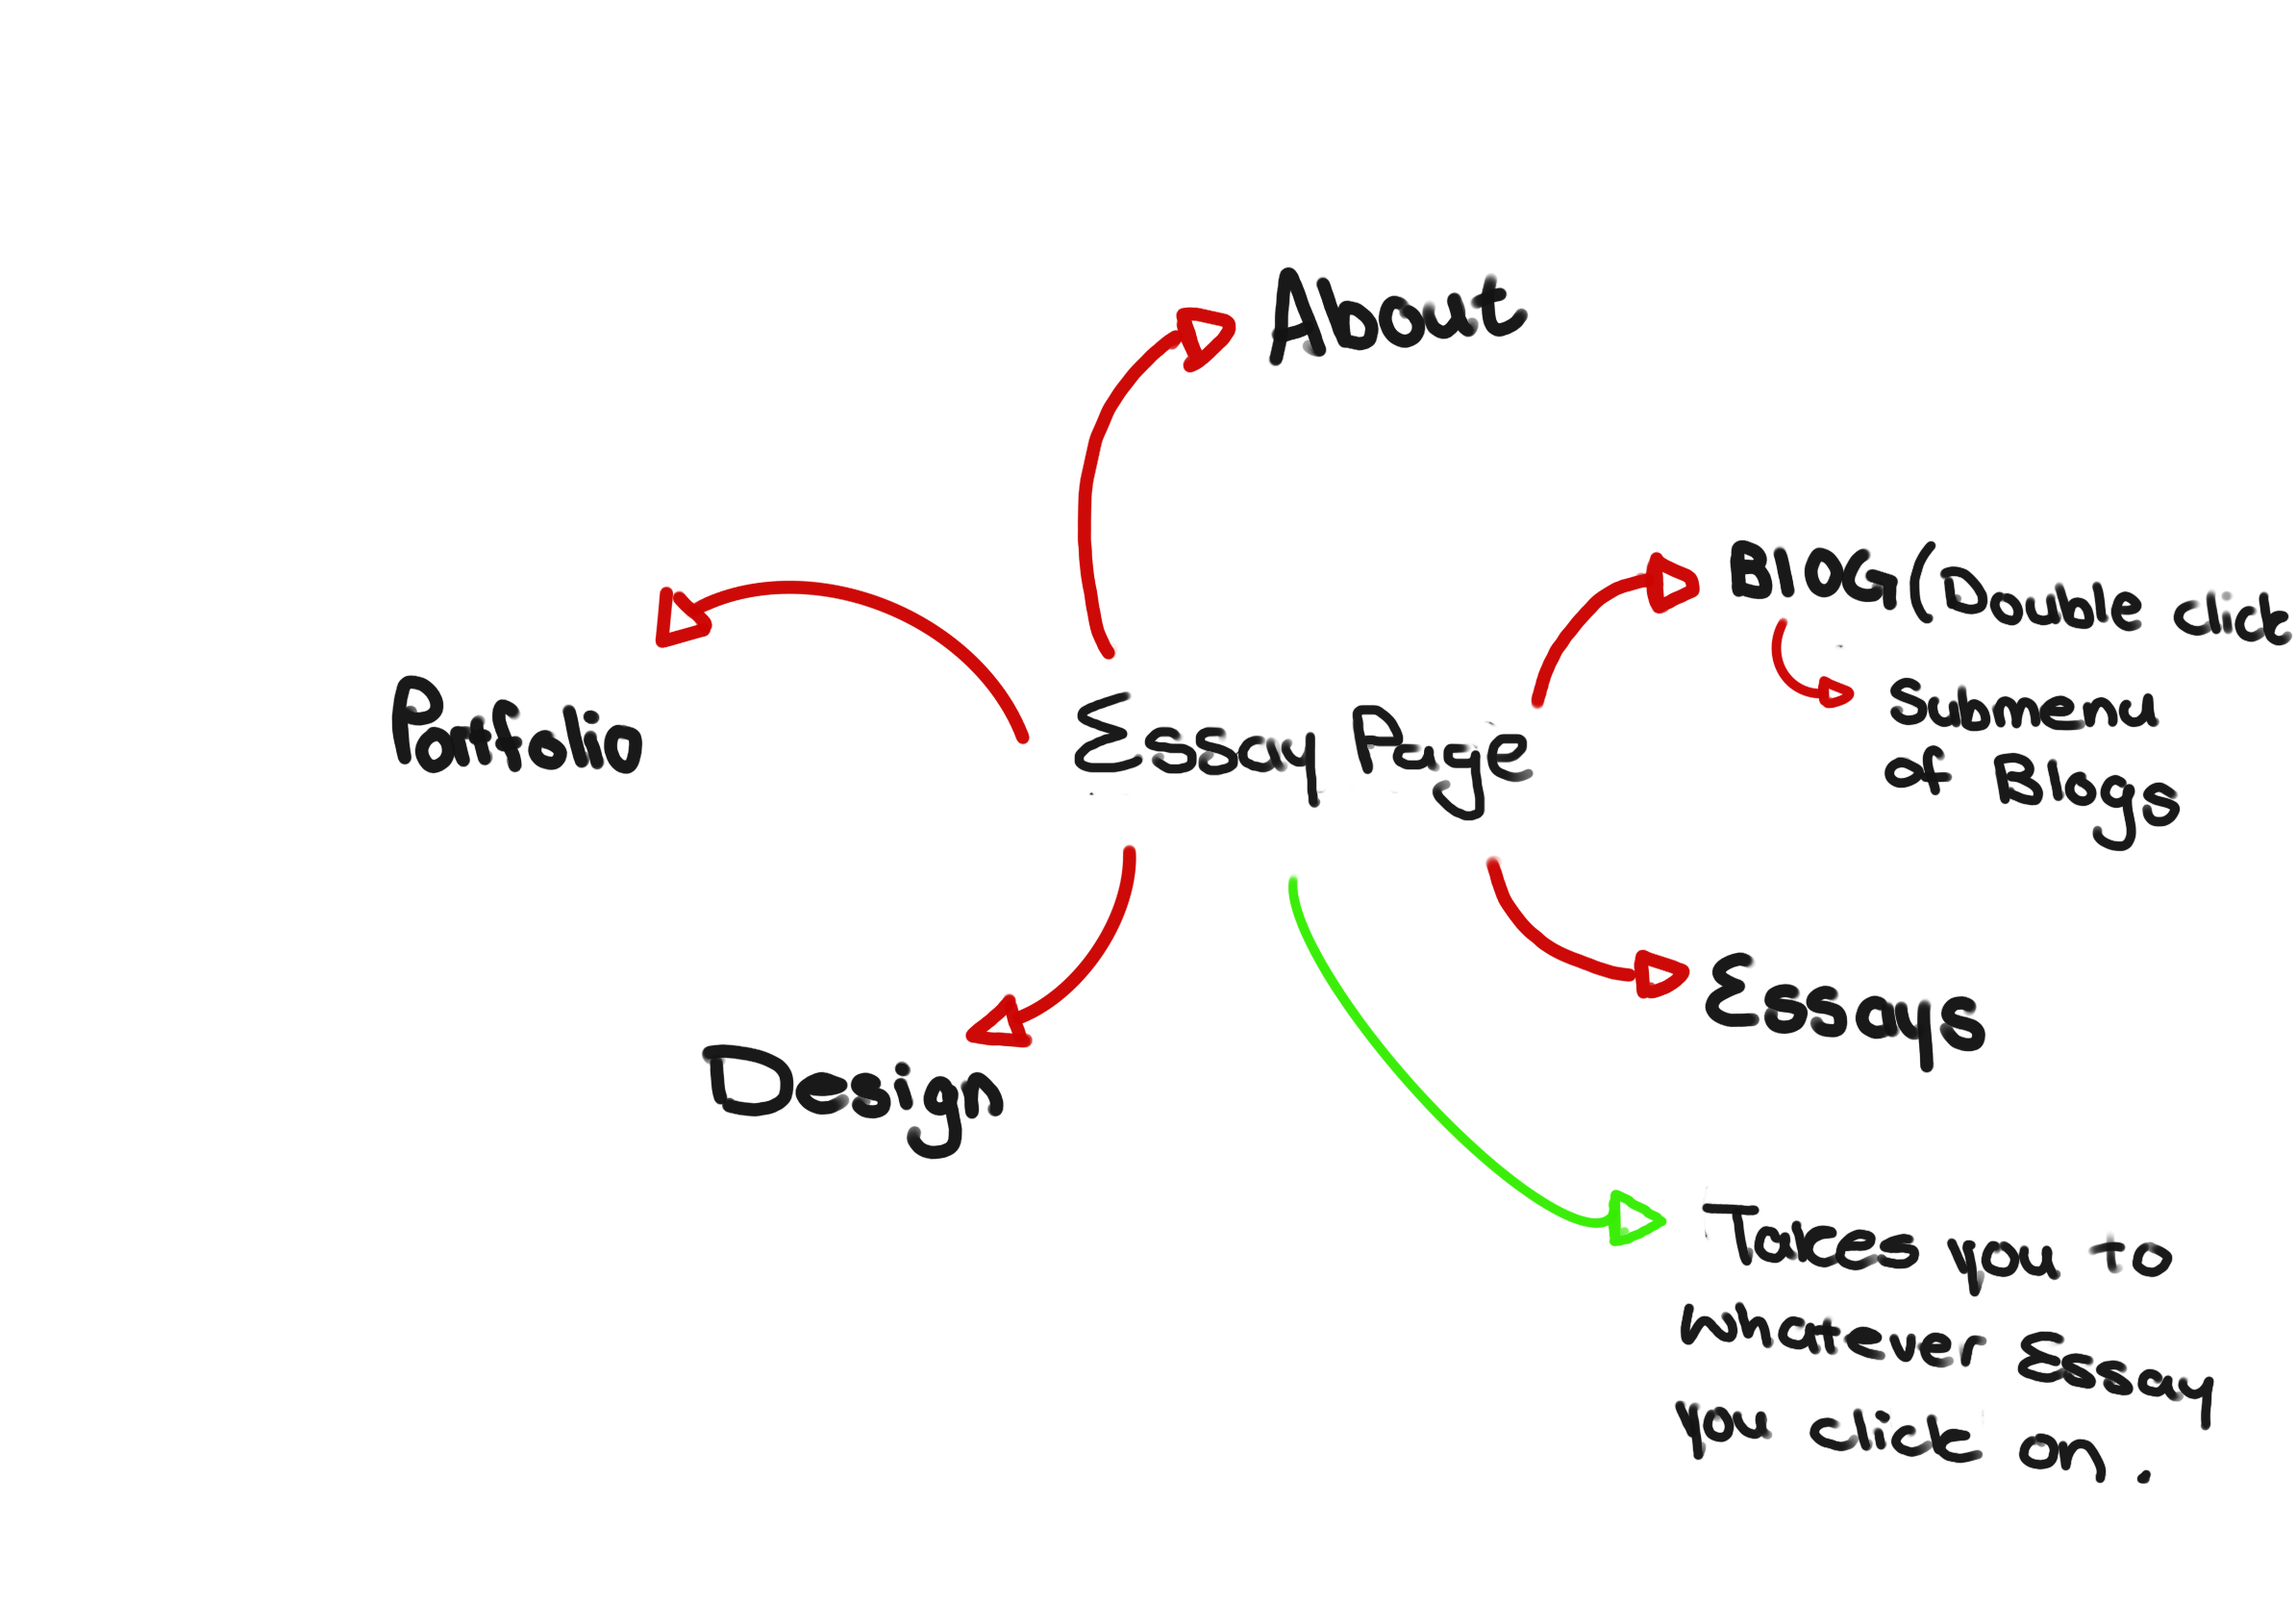 About
BlOG (Double click
Submenu
of Blogs
Portfolio
Essay Page
Essays
Design
Takes you to
whatever Essay
you click on.